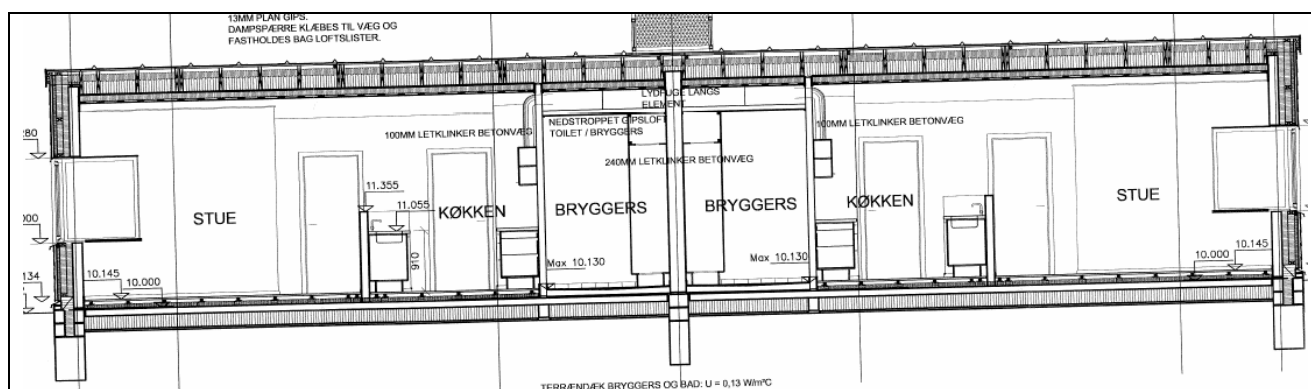 13MM PLAN GIPS.
DAMPSPÆRRE KLÆBES TIL VÆG OG
FASTHOLDES BAG LOFTSLISTER.
LYDFUGE LANGS
ELEMENT
NEDSTROPPET GIPSLOFT
TOILET / BRYGGERS
100MM LETKLINKER BETONVÆG
100MM LETKLINKER BETONVÆG
240MM LETKLINKER BETONVÆG
280
11.355
11.055
STUE
KØKKEN
BRYGGERS
BRYGGERS
KØKKEN
STUE
000
910
Max 10.130
Max 10.130
10.145
10.000
10.000
10.145
134
TERRÆNDÆK BRYGGERS OG BAD: U = 0,13 W/m²C